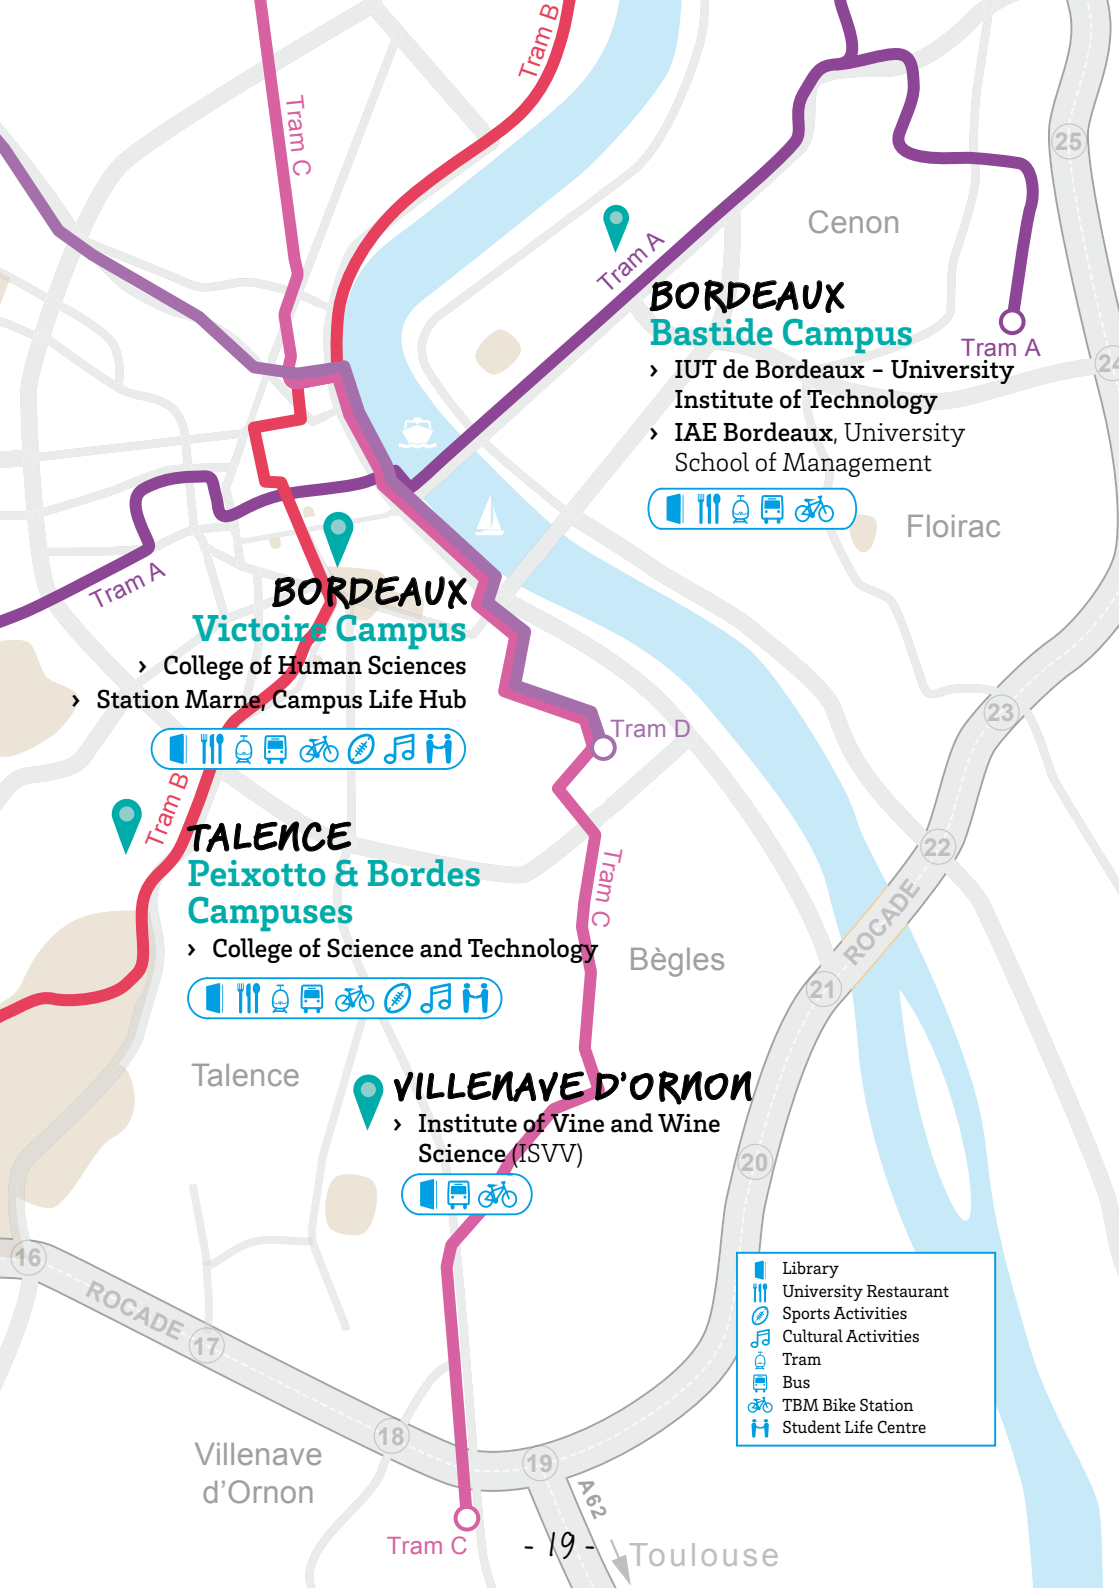 Tram B
Tram C
25
Cenon
Tram A
BORDEAUX
Bastide Campus
Tram A
24
› IUT de Bordeaux – University
Institute of Technology
› IAE Bordeaux, University
School of Management
Floirac
Tram A
BORDEAUX
Victoire Campus
› College of Human Sciences
› Station Marne, Campus Life Hub
23
Tram D
Tram B
TALENCE
Peixotto & Bordes
Campuses
› College of Science and Technology
22
Tram C
ROCADE
Bègles
21
Talence
VILLENAVE D'ORNON
› Institute of Vine and Wine
Science (ISVV)
20
16
ROCADE
17
Library
University Restaurant
Sports Activities
Cultural Activities
Tram
Bus
TBM Bike Station
Student Life Centre
18
Villenave
d’Ornon
19
A62
Tram C
- 19 -
Toulouse